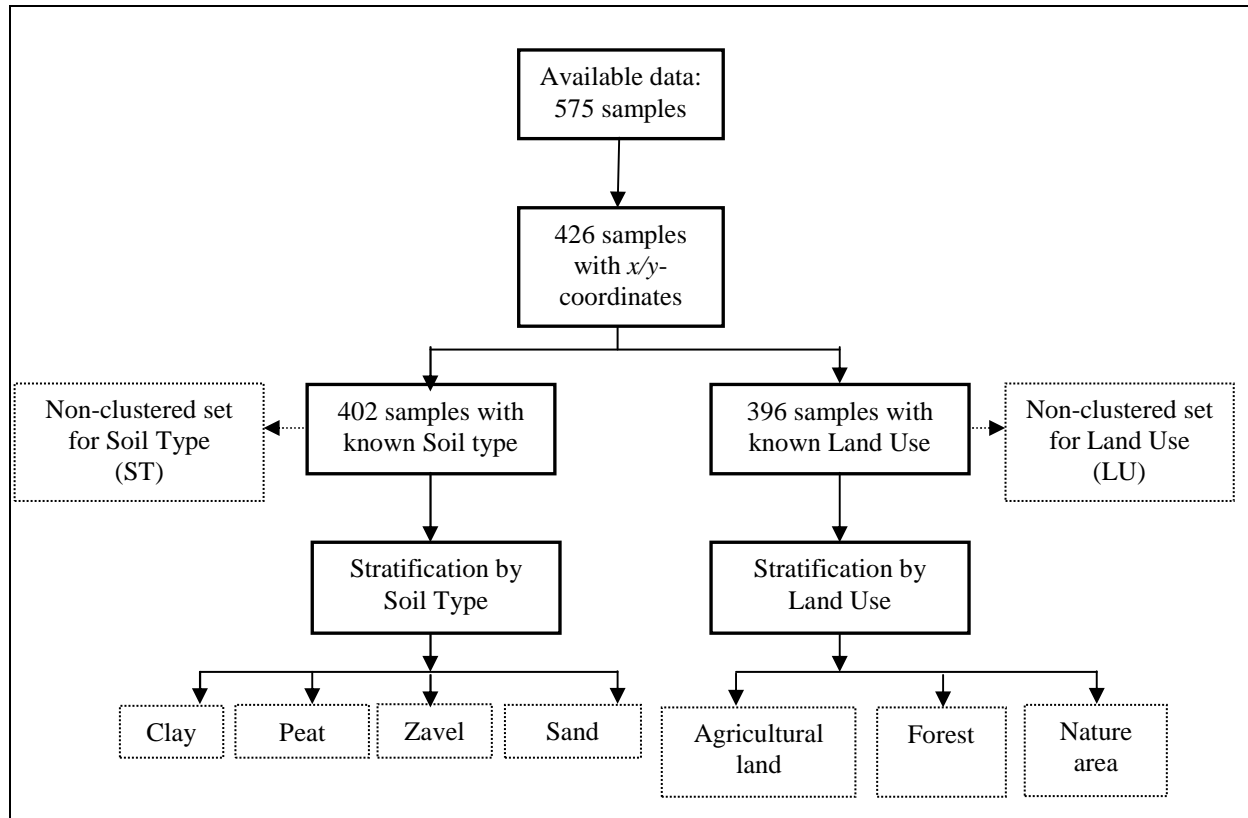 Available data:
575 samples
426 samples
with x/y-
coordinates
Non-clustered set
for Soil Type
(ST)
402 samples with
known Soil type
396 samples with
known Land Use
Non-clustered set
for Land Use
(LU)
Stratification by
Soil Type
Stratification by
Land Use
Clay
Peat
Zavel
Sand
Agricultural
land
Forest
Nature
area